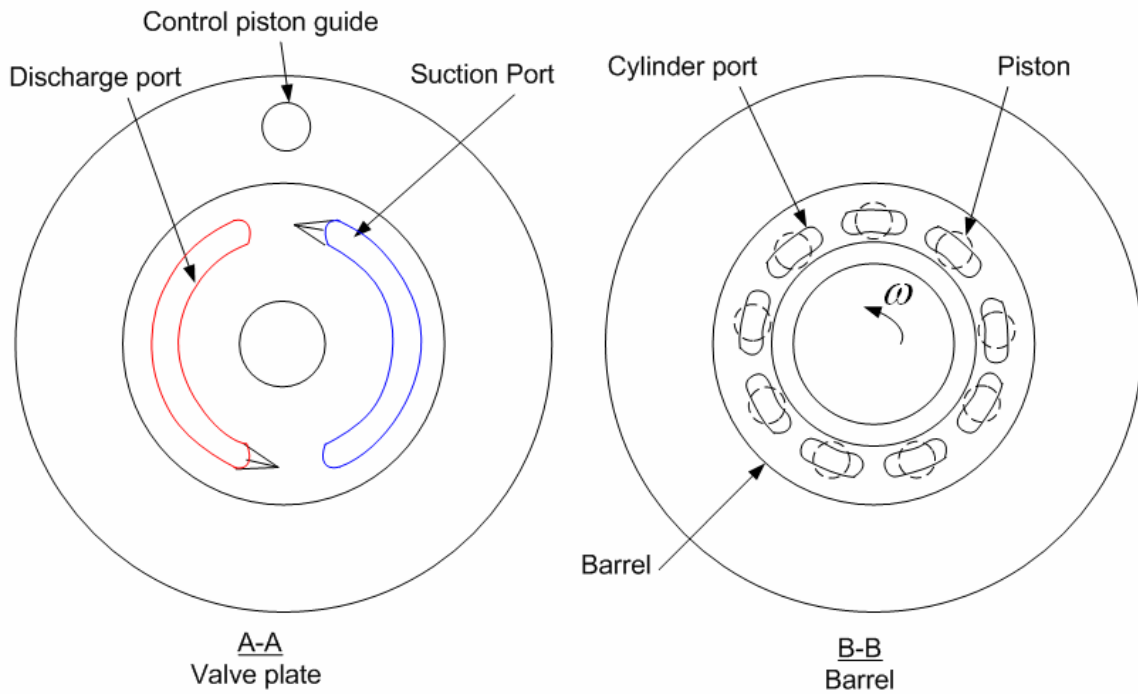 Control piston guide
Discharge port
Suction Port
Cylinder port
Piston
ω
Barrel
A-A
Valve plate
B-B
Barrel